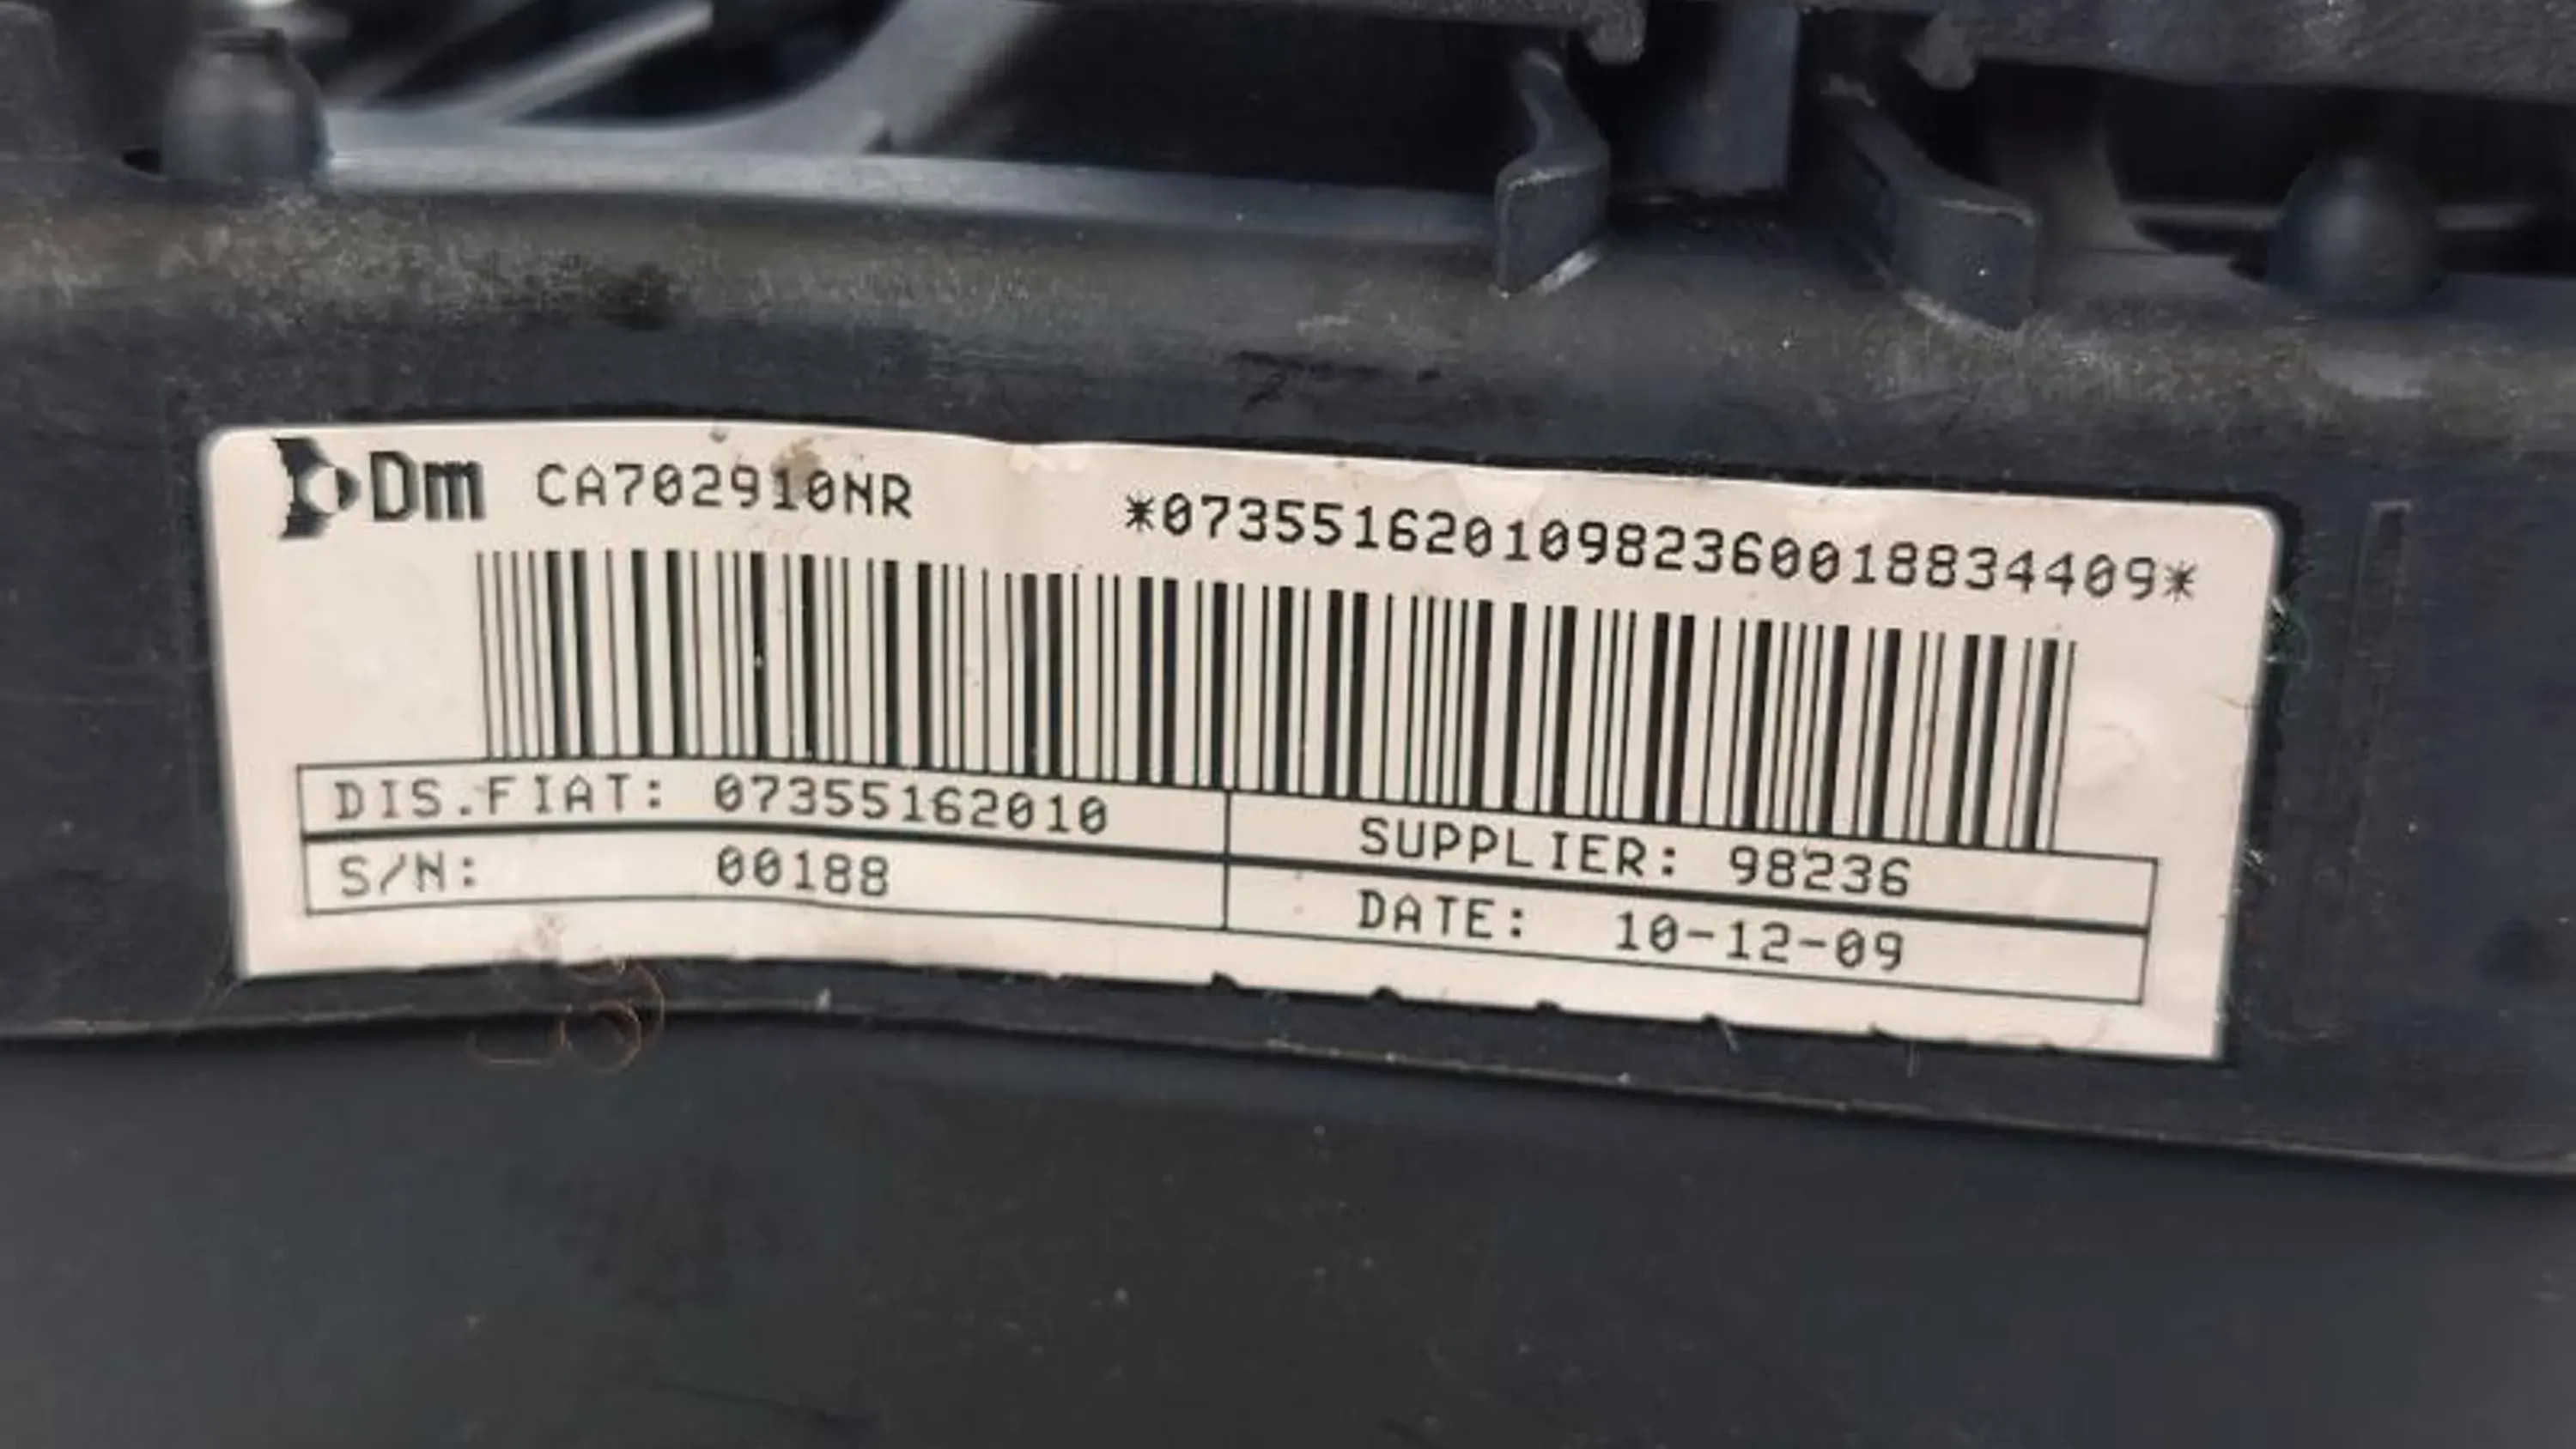 Dm CA702910NR *07355162010982360018834409*
DIS.FIAT: 07355162010
SUPPLIER: 98236
S/N: 00188
DATE: 10-12-09